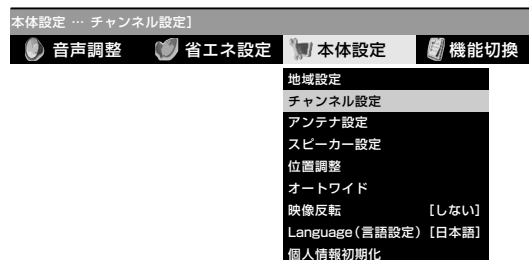 本体設定 … チャンネル設定]
音声調整 省エネ設定 本体設定 機能切換
地域設定
チャンネル設定
アンテナ設定
スピーカー設定
位置調整
オートワイド
映像反転 [しない]
Language(言語設定) [日本語]
個人情報初期化